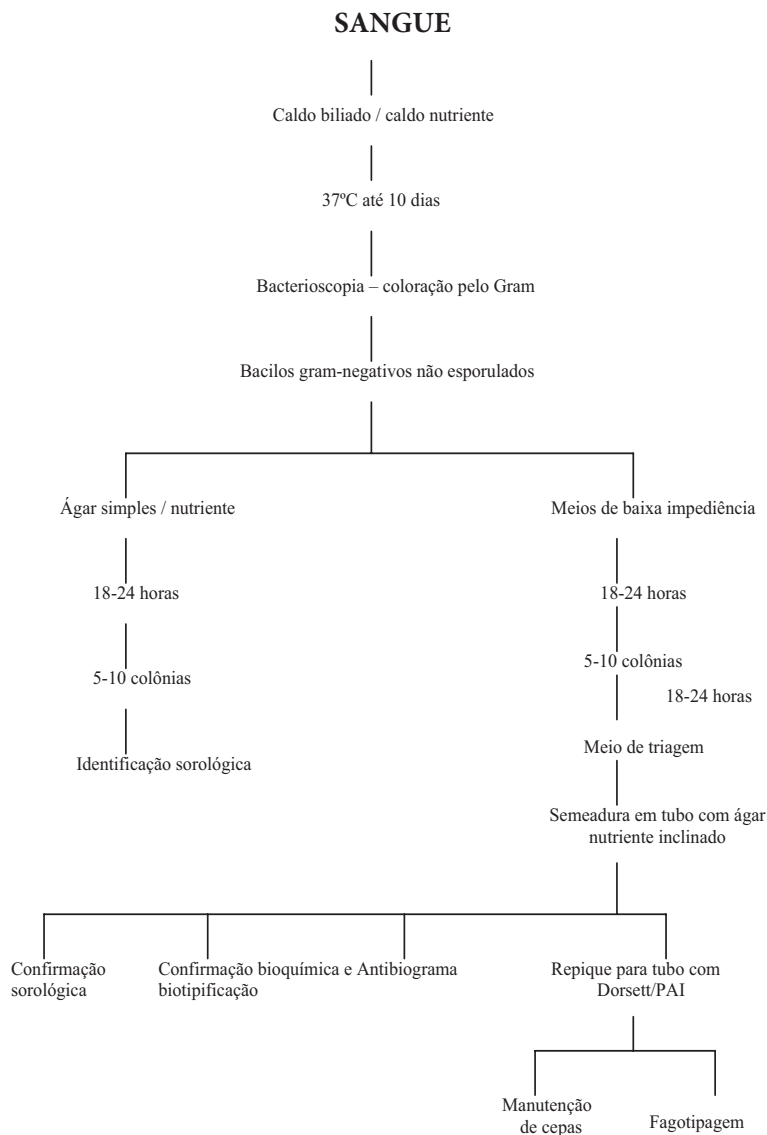 SANGUE
Caldo biliado / caldo nutriente
37ºC até 10 dias
Bacterioscopia – coloração pelo Gram
Bacilos gram-negativos não esporulados
Ágar simples / nutriente
18-24 horas
5-10 colônias
Identificação sorológica
Meios de baixa impediência
18-24 horas
5-10 colônias
18-24 horas
Meio de triagem
Semeadura em tubo com ágar
nutriente inclinado
Confirmação
sorológica
Confirmação bioquímica e
biotipificação
Antibiograma
Repique para tubo com
Dorsett/PAI
Manutenção
de cepas
Fagotipagem